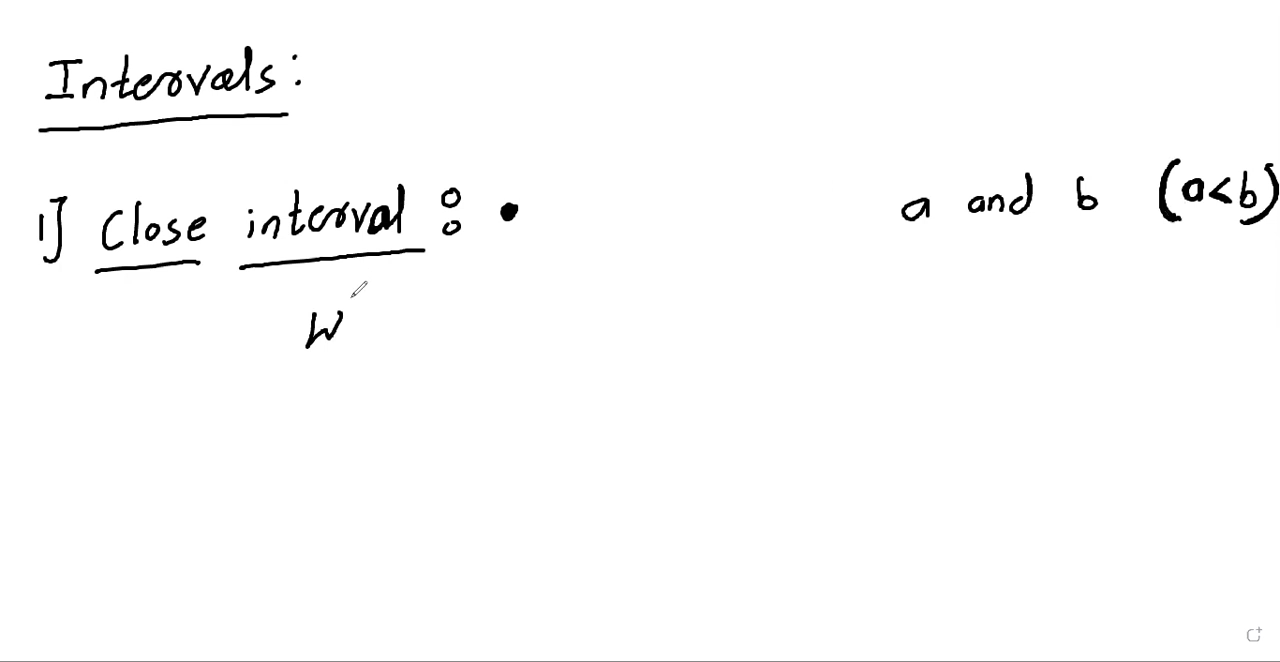 Intervals:
1] Close interval : • a and b (a<b)
W